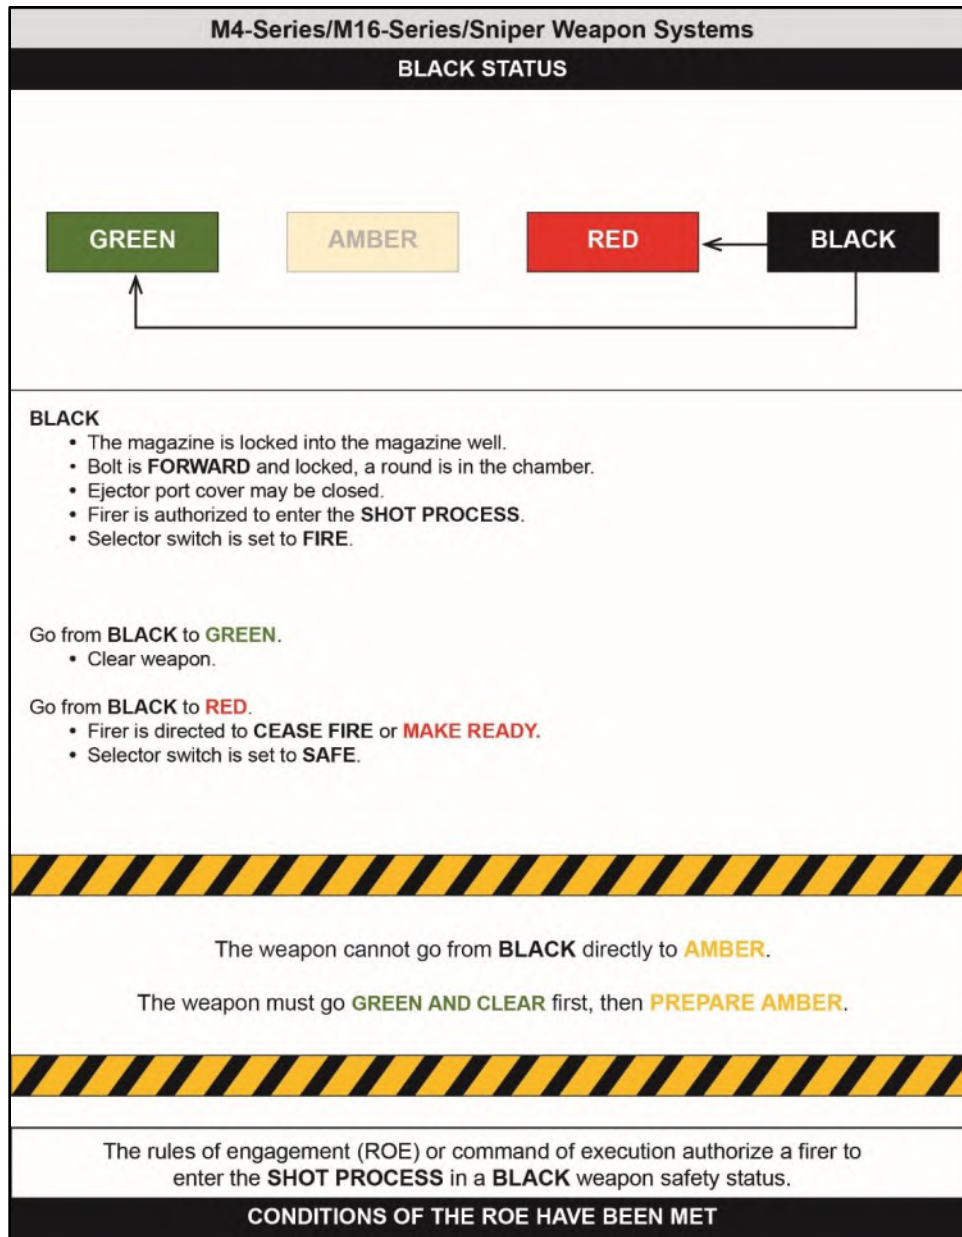 M4-Series/M16-Series/Sniper Weapon Systems
BLACK STATUS
GREEN
AMBER
RED
BLACK
BLACK
• The magazine is locked into the magazine well.
• Bolt is FORWARD and locked, a round is in the chamber.
• Ejector port cover may be closed.
• Firer is authorized to enter the SHOT PROCESS.
• Selector switch is set to FIRE.
Go from BLACK to GREEN.
• Clear weapon.
Go from BLACK to RED.
• Firer is directed to CEASE FIRE or MAKE READY.
• Selector switch is set to SAFE.
The weapon cannot go from BLACK directly to AMBER.
The weapon must go GREEN AND CLEAR first, then PREPARE AMBER.
The rules of engagement (ROE) or command of execution authorize a firer to
enter the SHOT PROCESS in a BLACK weapon safety status.
CONDITIONS OF THE ROE HAVE BEEN MET